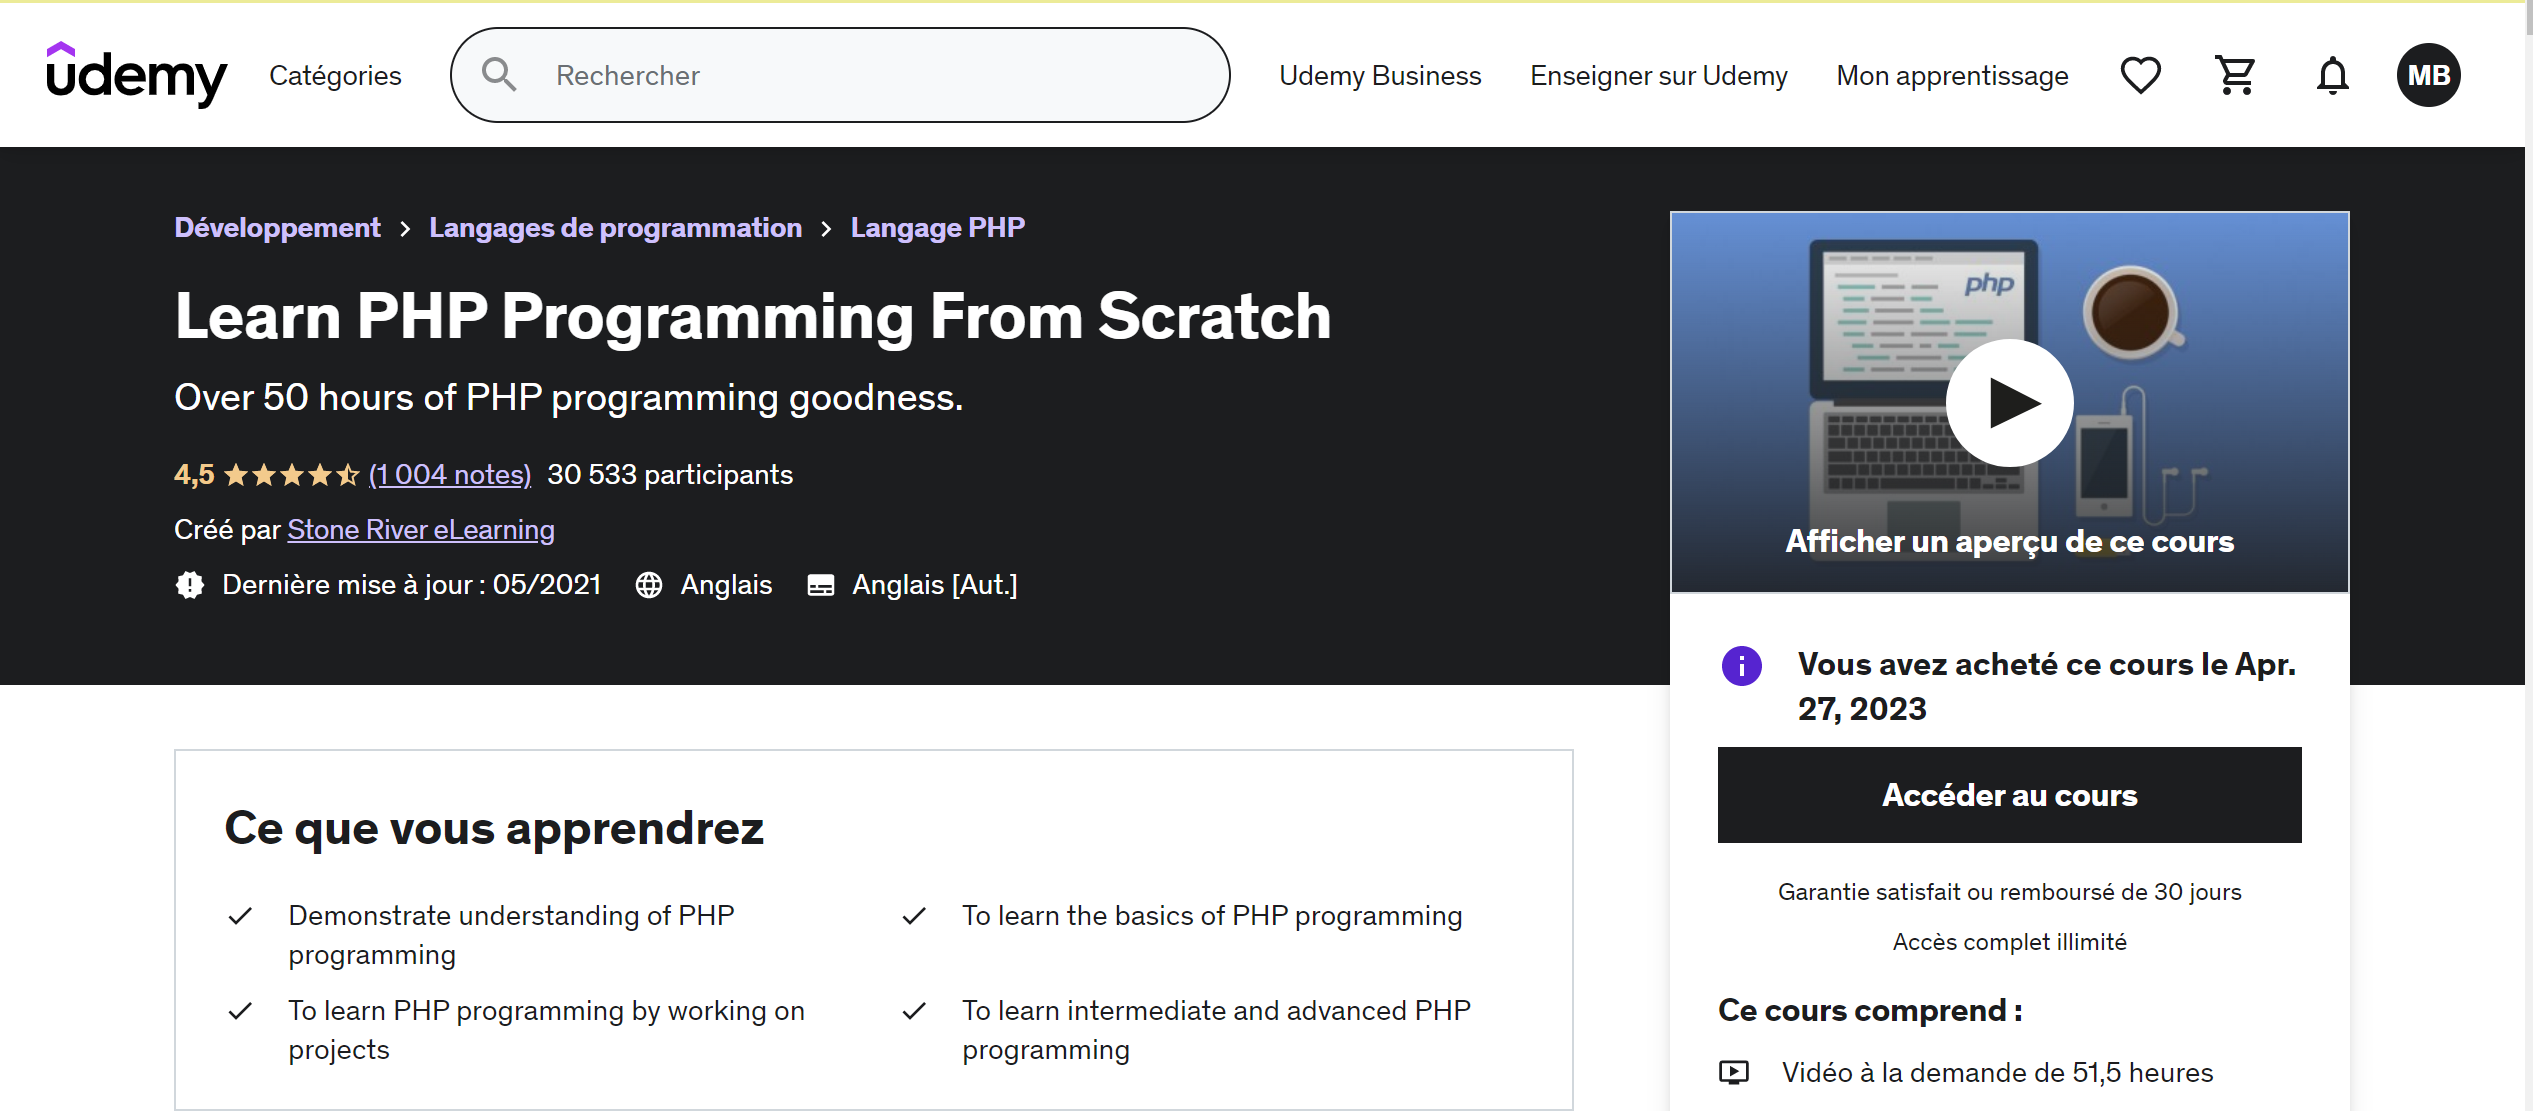 udemy
Catégories
Rechercher
Udemy Business
Enseigner sur Udemy
Mon apprentissage
MB
Développement > Langages de programmation > Langage PHP
Learn PHP Programming From Scratch
Over 50 hours of PHP programming goodness.
4,5 (1 004 notes) 30 533 participants
Créé par Stone River eLearning
Dernière mise à jour : 05/2021 Anglais Anglais [Aut.]
php
Afficher un aperçu de ce cours
Vous avez acheté ce cours le Apr.
27, 2023
Accéder au cours
Garantie satisfait ou remboursé de 30 jours
Accès complet illimité
Ce cours comprend :
Vidéo à la demande de 51,5 heures
Ce que vous apprendrez
Demonstrate understanding of PHP
programming
To learn the basics of PHP programming
To learn PHP programming by working on
projects
To learn intermediate and advanced PHP
programming